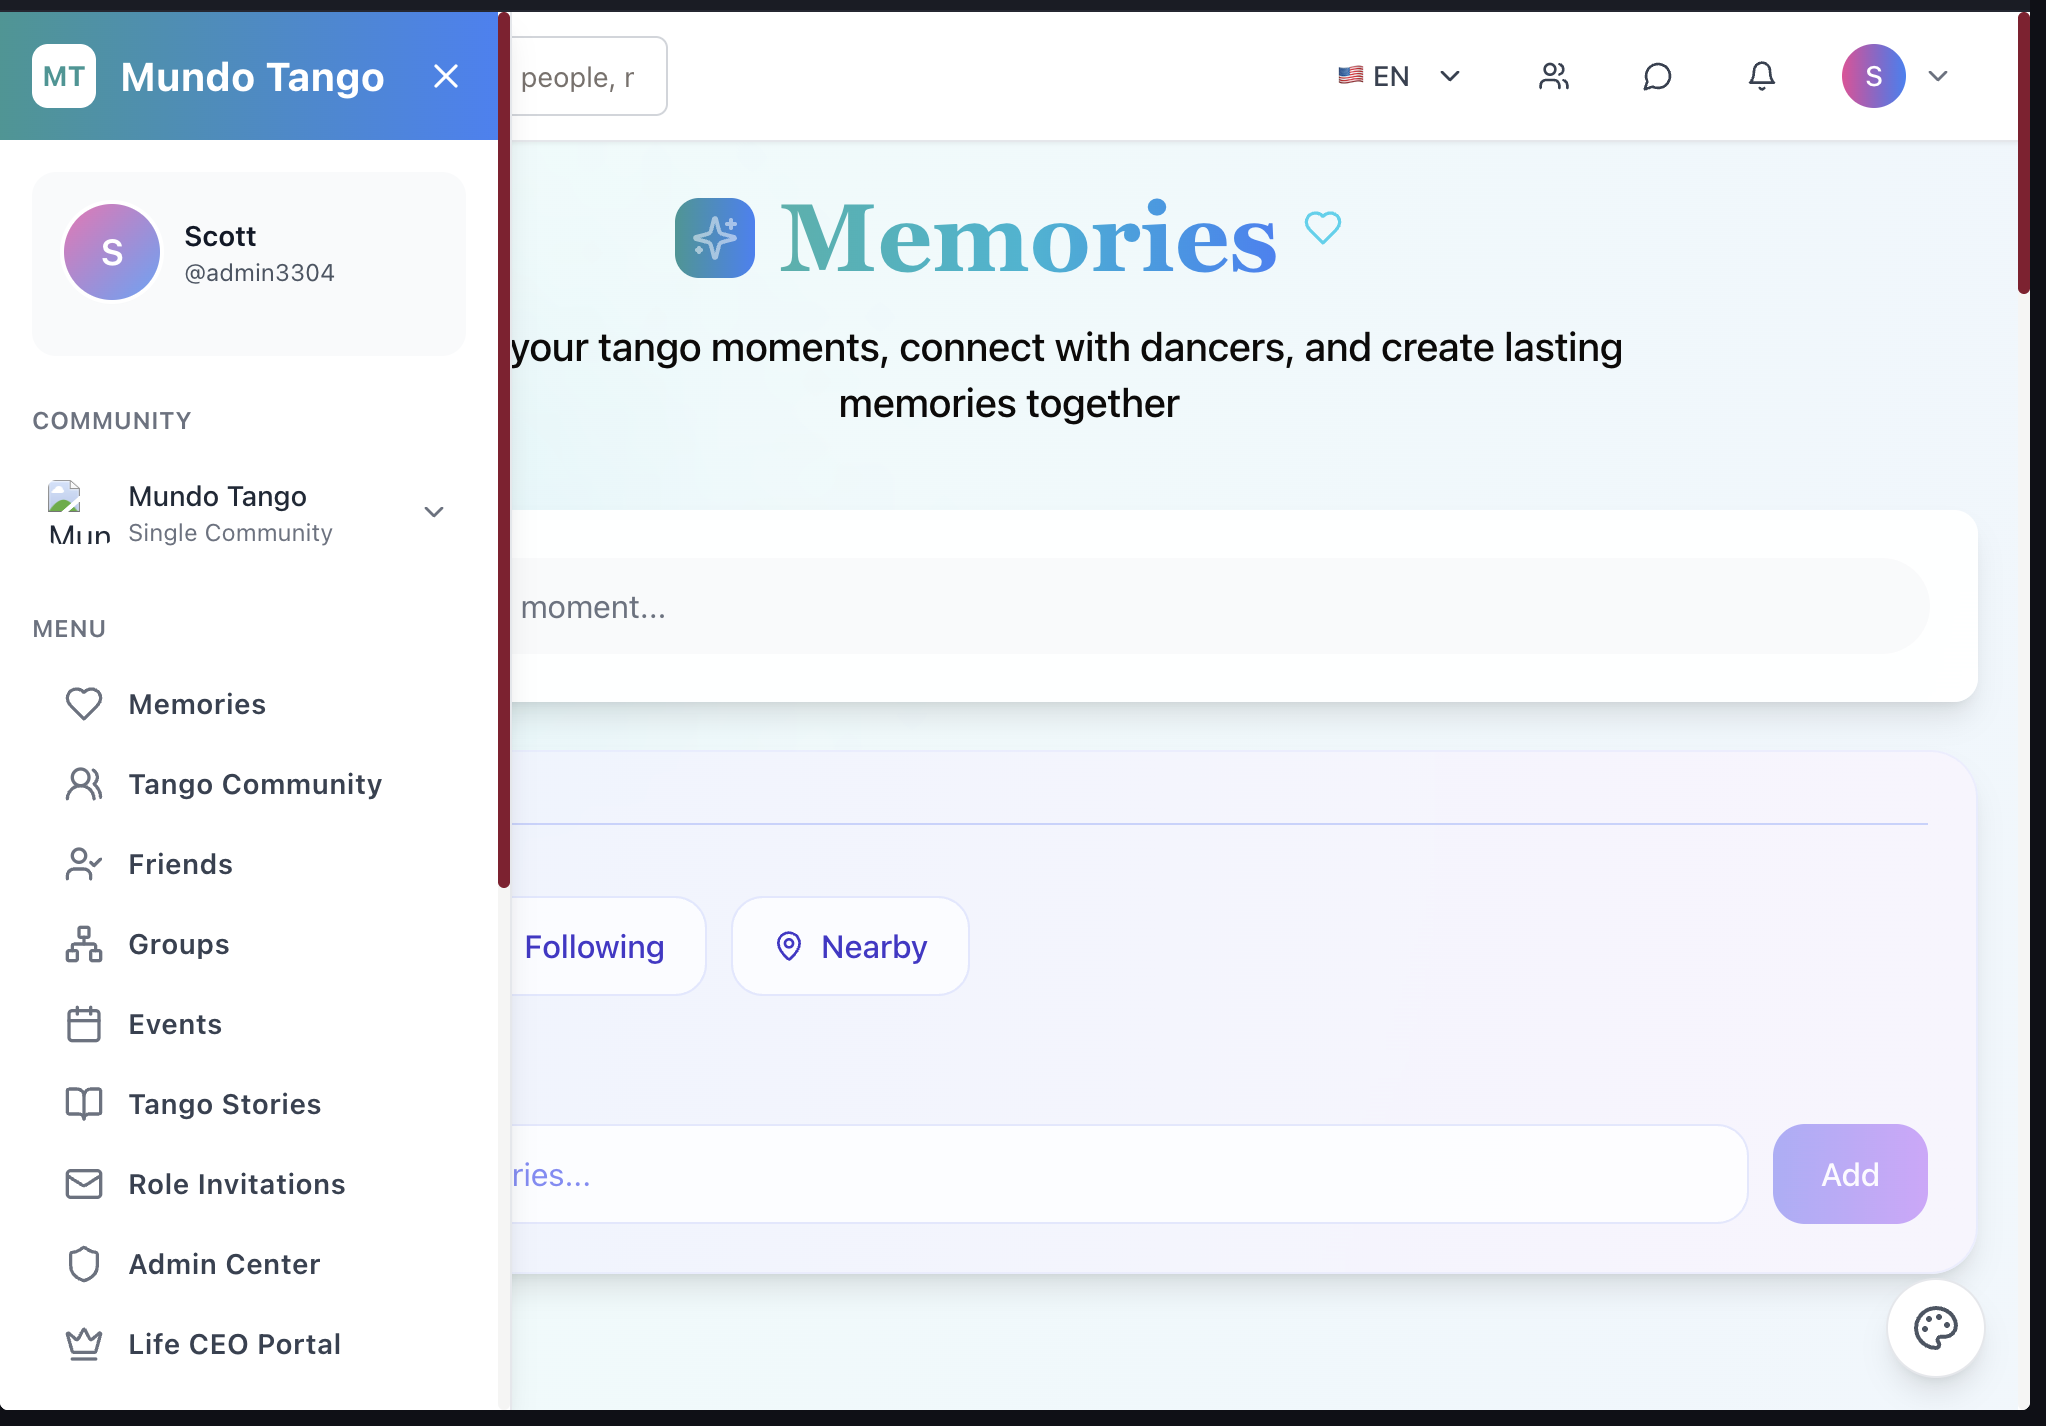 MT Mundo Tango
people, r
EN
S
S
Scott
@admin3304
COMMUNITY
Mun
Mundo Tango
Single Community
MENU
Memories
Tango Community
Friends
Groups
Events
Tango Stories
Role Invitations
Admin Center
Life CEO Portal
Memories
your tango moments, connect with dancers, and create lasting
memories together
moment...
Following
Nearby
ries...
Add